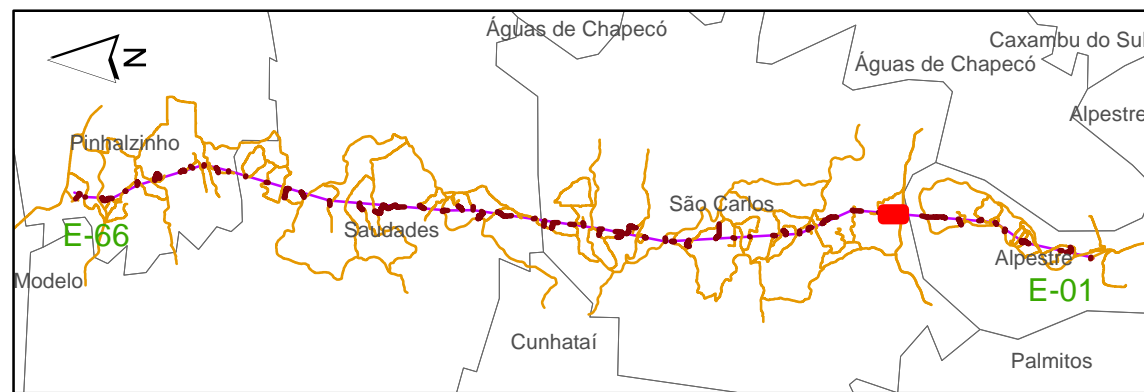 Águas de Chapecó
Caxambu do Sul
N
Águas de Chapecó
Alpestre
Pinhalzinho
São Carlos
Saudades
E-66
Alpestre
Modelo
E-01
Cunhataí
Palmitos